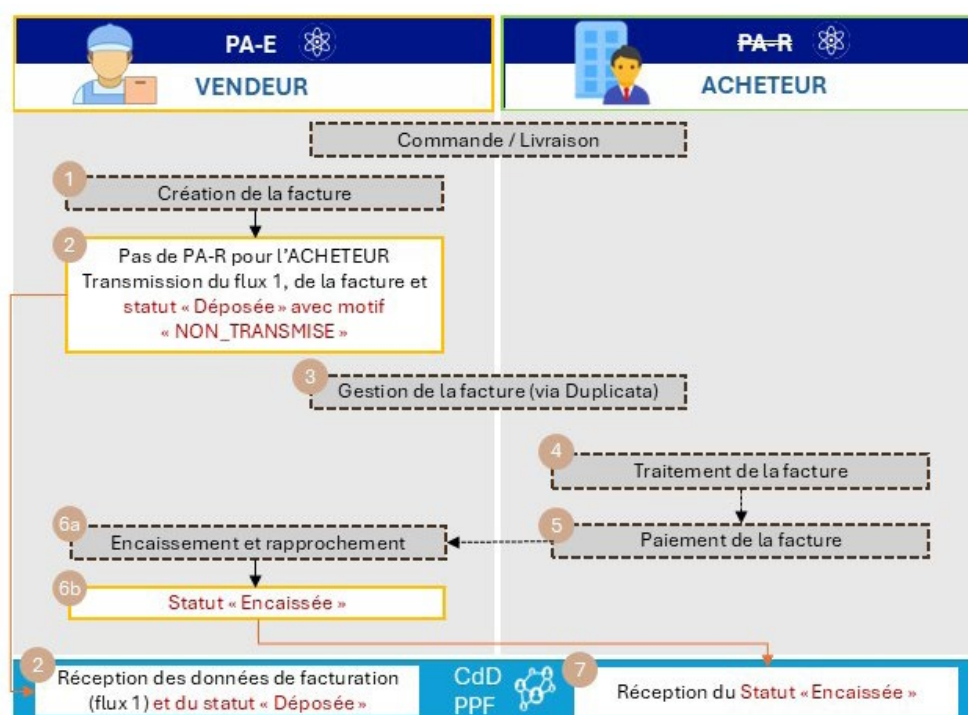 PA-E
VENDEUR
PA-R
ACHETEUR
Commande / Livraison
1
Création de la facture
2
Pas de PA-R pour l'ACHETEUR
Transmission du flux 1, de la facture et
statut « Déposée » avec motif
« NON_TRANSMISE »
3
Gestion de la facture (via Duplicata)
4
Traitement de la facture
5
Paiement de la facture
6a
Encaissement et rapprochement
6b
Statut « Encaissée »
2
Réception des données de facturation
(flux 1) et du statut « Déposée »
CdD
PPF
7
Réception du Statut « Encaissée »